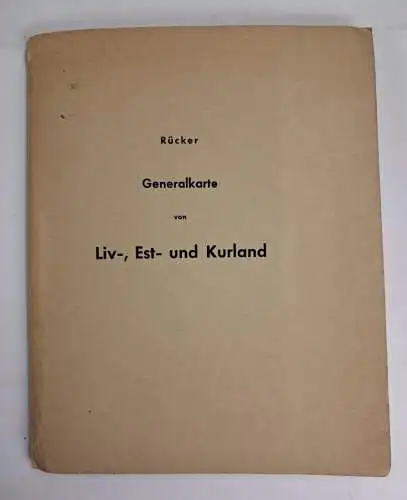 Rücker
Generalkarte
von
Liv-, Est- und Kurland